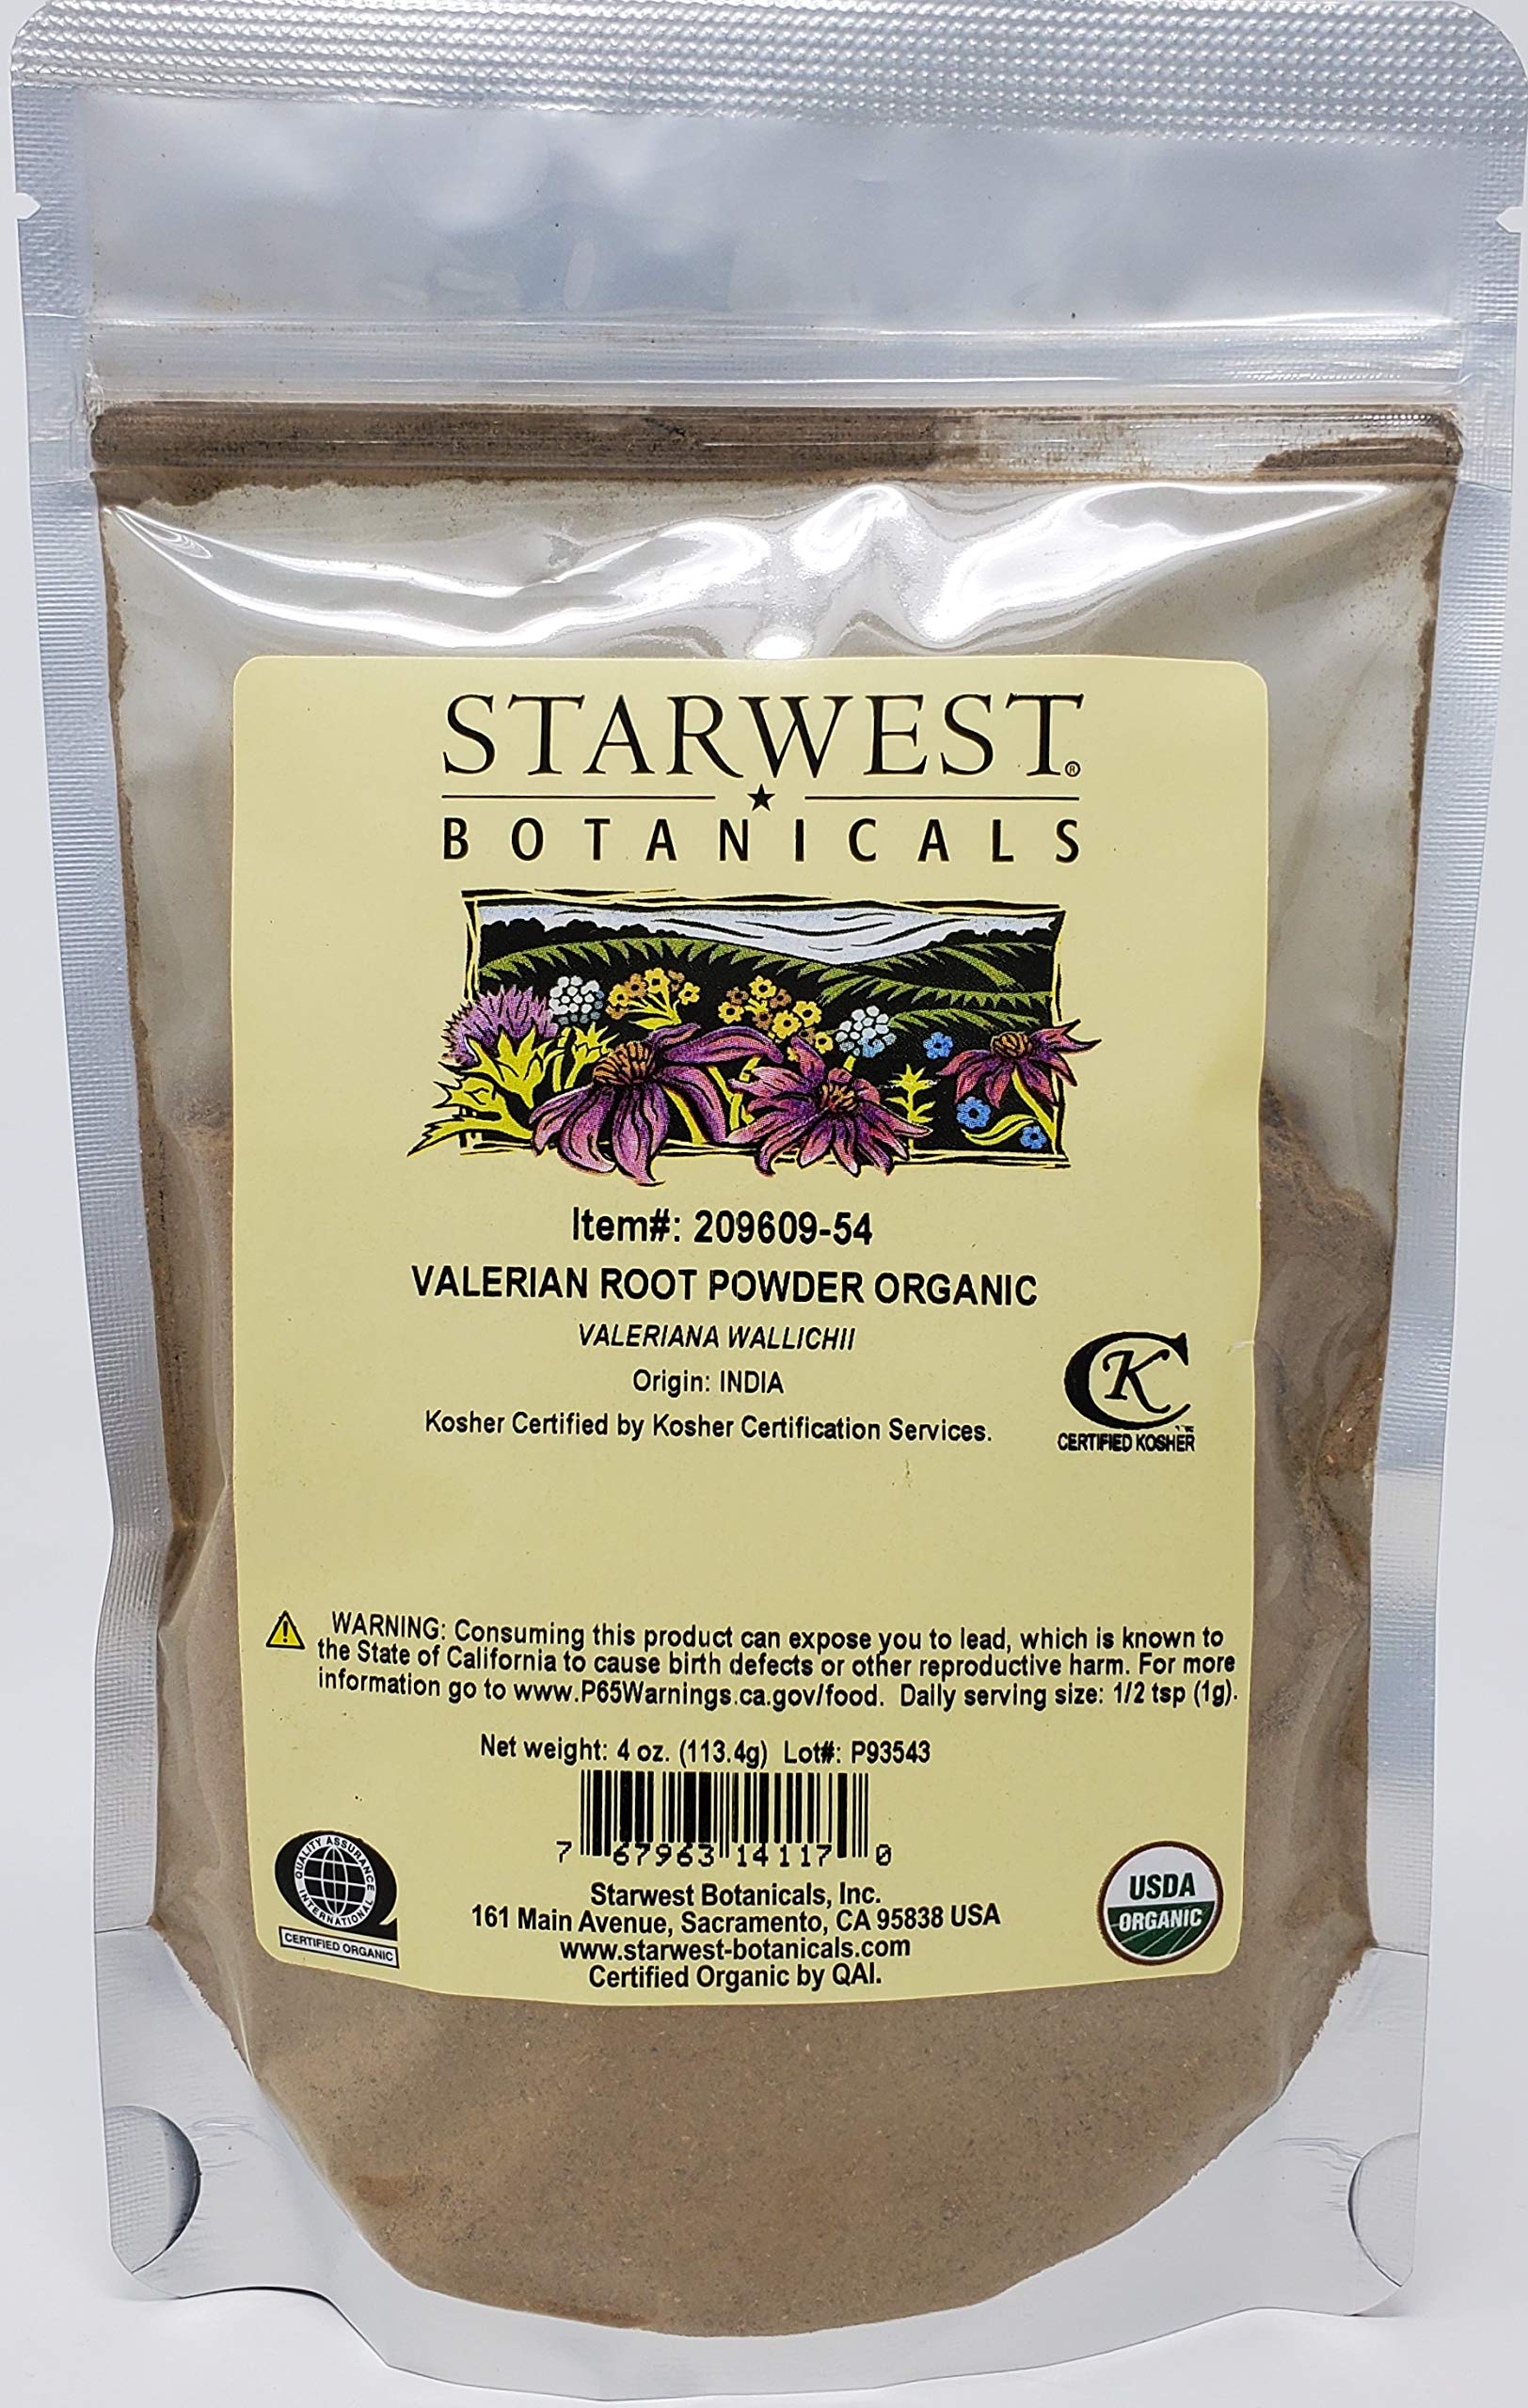 STARWEST®
BOTANICALS
Item#: 209609-54
VALERIAN ROOT POWDER ORGANIC
VALERIANA WALLICHII
Origin: INDIA
Kosher Certified by Kosher Certification Services.
CK
CERTIFIED KOSHER
WARNING: Consuming this product can expose you to lead, which is known to
the State of California to cause birth defects or other reproductive harm. For more
information go to www.P65Warnings.ca.gov/food. Daily serving size: 1/2 tsp (1g).
Net weight: 4 oz. (113.4g) Lot#: P93543
7 67963 14117 0
QUALITY ASSURANCE
INTERNATIONAL
CERTIFIED ORGANIC
Starwest Botanicals, Inc.
161 Main Avenue, Sacramento, CA 95838 USA
www.starwest-botanicals.com
Certified Organic by QAI.
USDA
ORGANIC